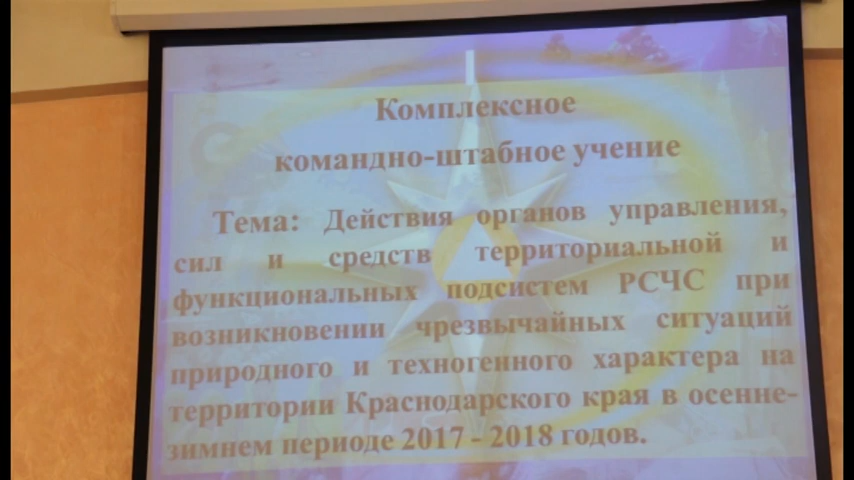 Комплексное
командно-штабное учение
Тема: Действия органов управления,
сил и средств территориальной и
функциональных подсистем РСЧС при
возникновении чрезвычайных ситуаций
природного и техногенного характера на
территории Краснодарского края в осенне-
зимнем периоде 2017 - 2018 годов.